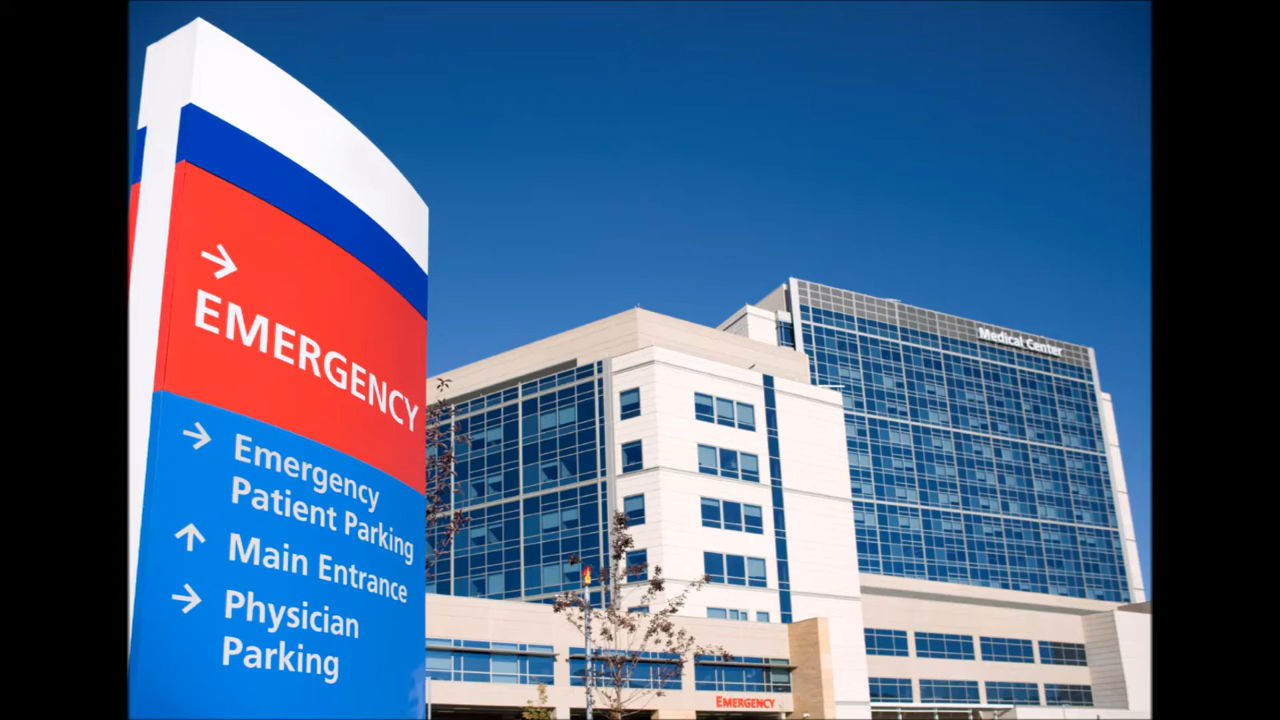 →
EMERGENCY
→ Emergency
Patient Parking
↑ Main Entrance
→ Physician
Parking
Medical Center
EMERGENCY